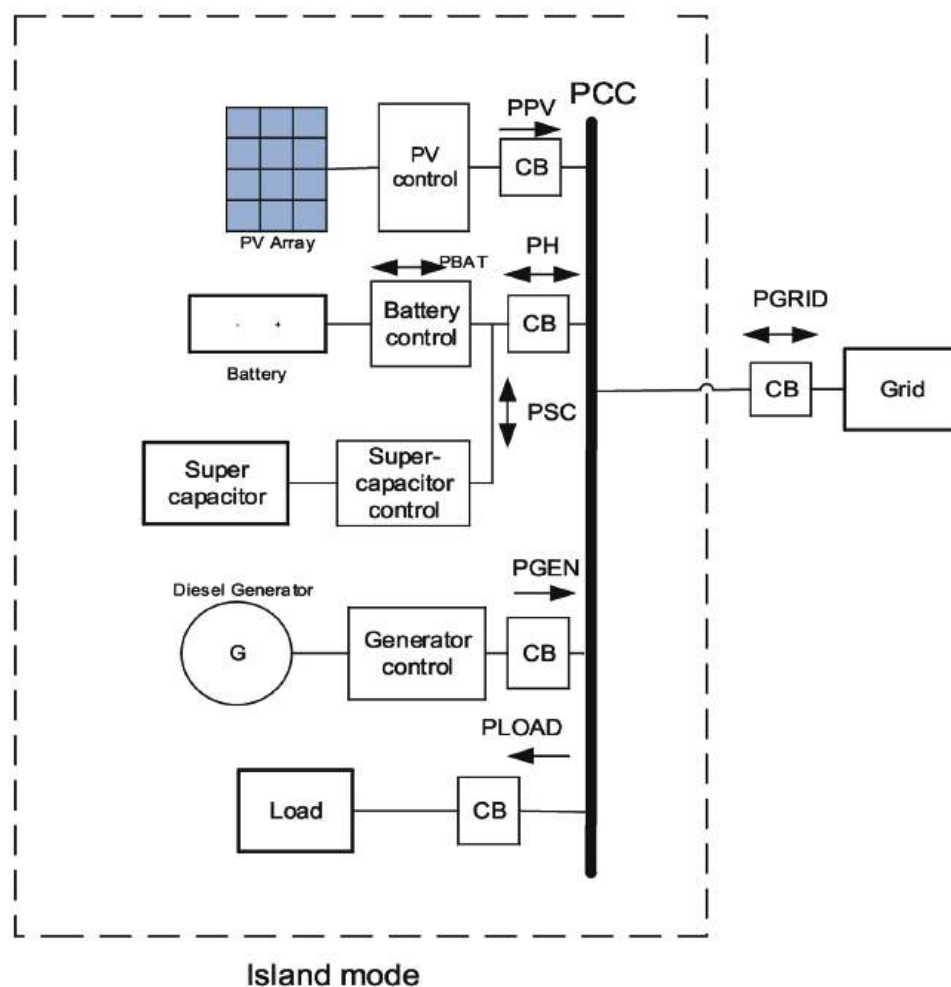 PCC
PPV
PV
control
CB
PV Array
PBAT
PH
- +
Battery
control
CB
Battery
PGRID
CB
Grid
PSC
Super
capacitor
Super-
capacitor
control
PGEN
Diesel Generator
G
Generator
control
CB
PLOAD
Load
CB
Island mode